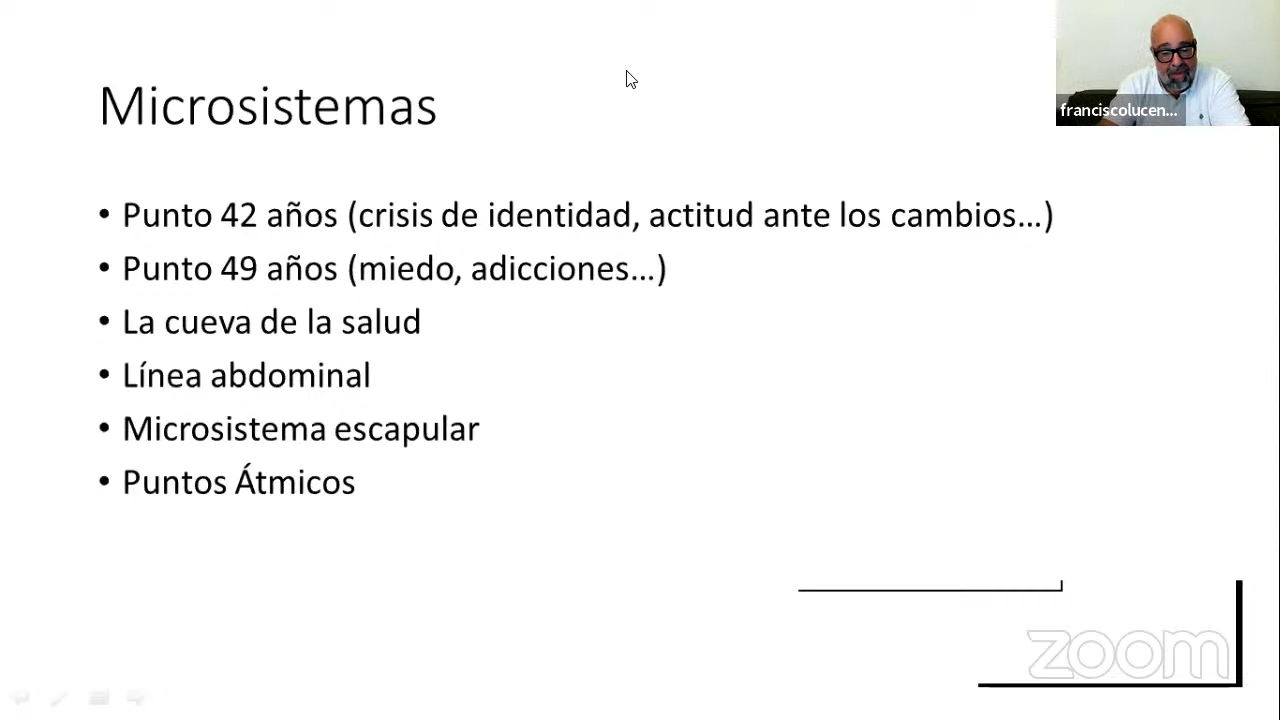 Microsistemas
franciscolucen...
• Punto 42 años (crisis de identidad, actitud ante los cambios...)
• Punto 49 años (miedo, adicciones...)
• La cueva de la salud
• Línea abdominal
• Microsistema escapular
• Puntos Átmicos
zoom